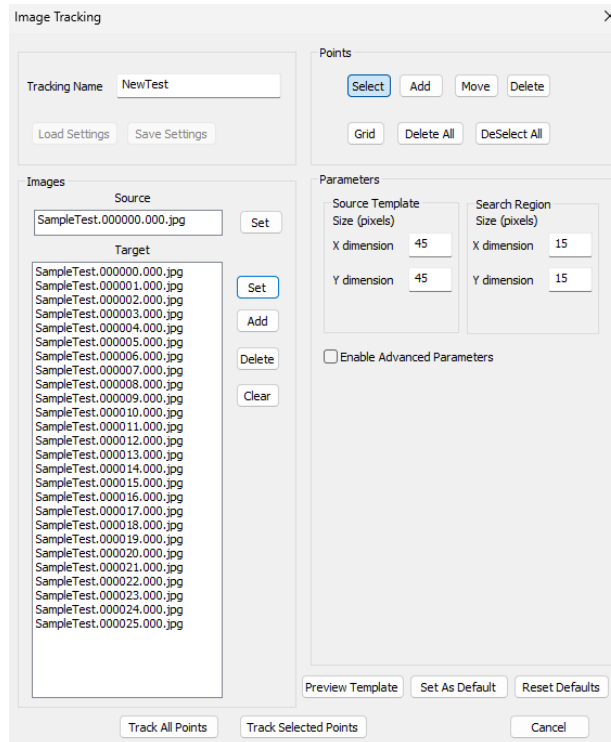 Image Tracking
Tracking Name NewTest
Load Settings Save Settings
Points
Select Add Move Delete
Grid Delete All DeSelect All
Images
Source
SampleTest.000000.000.jpg Set
Target
SampleTest.000000.000.jpg
SampleTest.000001.000.jpg
SampleTest.000002.000.jpg
SampleTest.000003.000.jpg
SampleTest.000004.000.jpg
SampleTest.000005.000.jpg
SampleTest.000006.000.jpg
SampleTest.000007.000.jpg
SampleTest.000008.000.jpg
SampleTest.000009.000.jpg
SampleTest.000010.000.jpg
SampleTest.000011.000.jpg
SampleTest.000012.000.jpg
SampleTest.000013.000.jpg
SampleTest.000014.000.jpg
SampleTest.000015.000.jpg
SampleTest.000016.000.jpg
SampleTest.000017.000.jpg
SampleTest.000018.000.jpg
SampleTest.000019.000.jpg
SampleTest.000020.000.jpg
SampleTest.000021.000.jpg
SampleTest.000022.000.jpg
SampleTest.000023.000.jpg
SampleTest.000024.000.jpg
SampleTest.000025.000.jpg
Set
Add
Delete
Clear
Parameters
Source Template
Size (pixels)
X dimension 45
Y dimension 45
Search Region
Size (pixels)
X dimension 15
Y dimension 15
Enable Advanced Parameters
Preview Template Set As Default Reset Defaults
Track All Points Track Selected Points Cancel